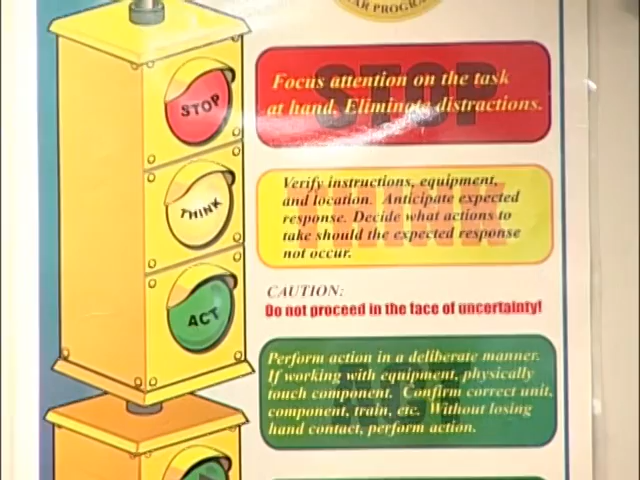 STOP
Focus attention on the task
at hand. Eliminate distractions.
STOP
THINK
Verify instructions, equipment,
and location. Anticipate expected
response. Decide what actions to
take should the expected response
not occur.
THINK
CAUTION:
Do not proceed in the face of uncertainty!
ACT
Perform action in a deliberate manner.
If working with equipment, physically
touch component. Confirm correct unit,
component, train, etc. Without losing
hand contact, perform action.
ACT